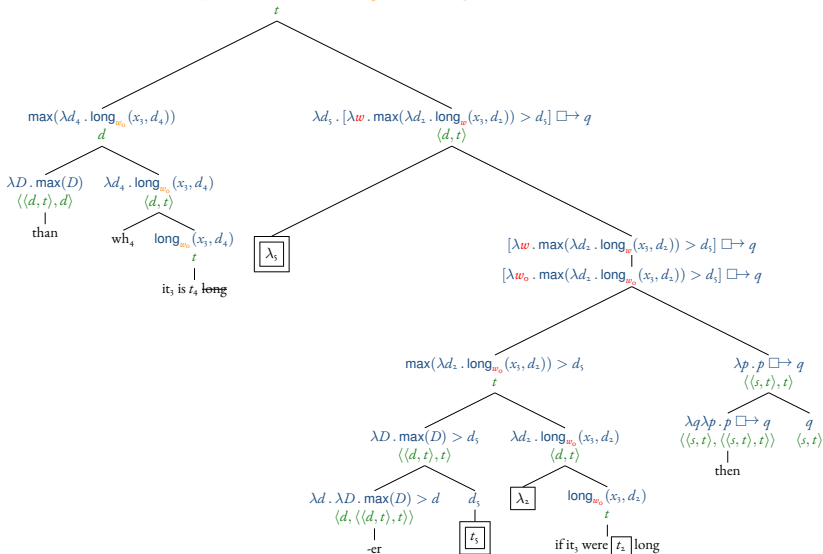 t
max(λd₄ . long_w₀(x₃, d₄))
λd₅ . [λw . max(λd₂ . long_w(x₃, d₂)) > d₅] □→ q
d
⟨d, t⟩
λD . max(D)
λd₄ . long_w₀(x₃, d₄)
⟨⟨d, t⟩, d⟩
⟨d, t⟩
than
wh₄
long_w₀(x₃, d₄)
t
it₃ is t₄ long
λ₅
[λw . max(λd₂ . long_w(x₃, d₂)) > d₅] □→ q
[λw₀ . max(λd₂ . long_w₀(x₃, d₂)) > d₅] □→ q
max(λd₂ . long_w₀(x₃, d₂)) > d₅
λp . p □→ q
t
⟨⟨s, t⟩, t⟩
λD . max(D) > d₅
λd₂ . long_w₀(x₃, d₂)
λqλp . p □→ q
q
⟨⟨d, t⟩, t⟩
⟨d, t⟩
⟨⟨s, t⟩, ⟨⟨s, t⟩, t⟩⟩
⟨s, t⟩
then
λd . λD . max(D) > d
d₅
λ₂
long_w₀(x₃, d₂)
⟨d, ⟨⟨d, t⟩, t⟩⟩
t
-er
t₅
if it₃ were t₂ long